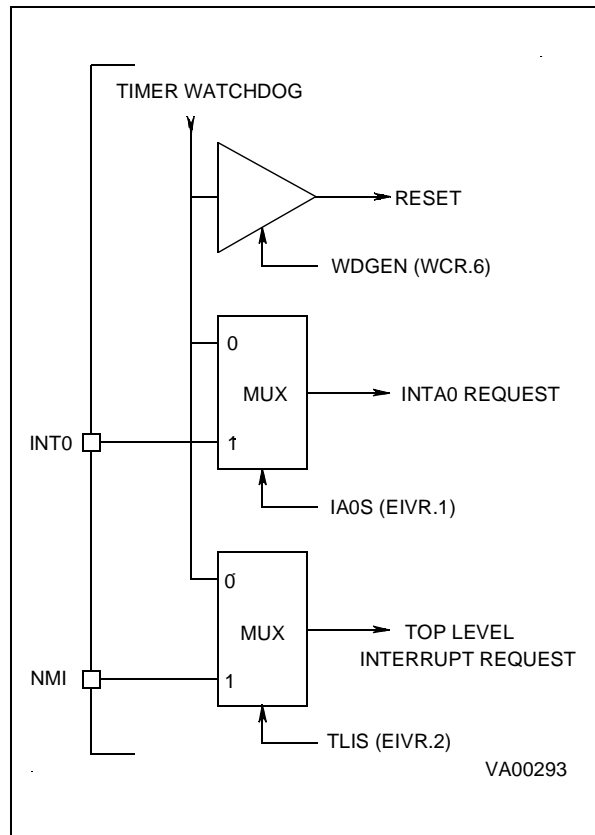 TIMER WATCHDOG
RESET
WDGEN (WCR.6)
0
MUX
INTA0 REQUEST
INT0
1
IA0S (EIVR.1)
0
MUX
TOP LEVEL
INTERRUPT REQUEST
NMI
1
TLIS (EIVR.2)
VA00293